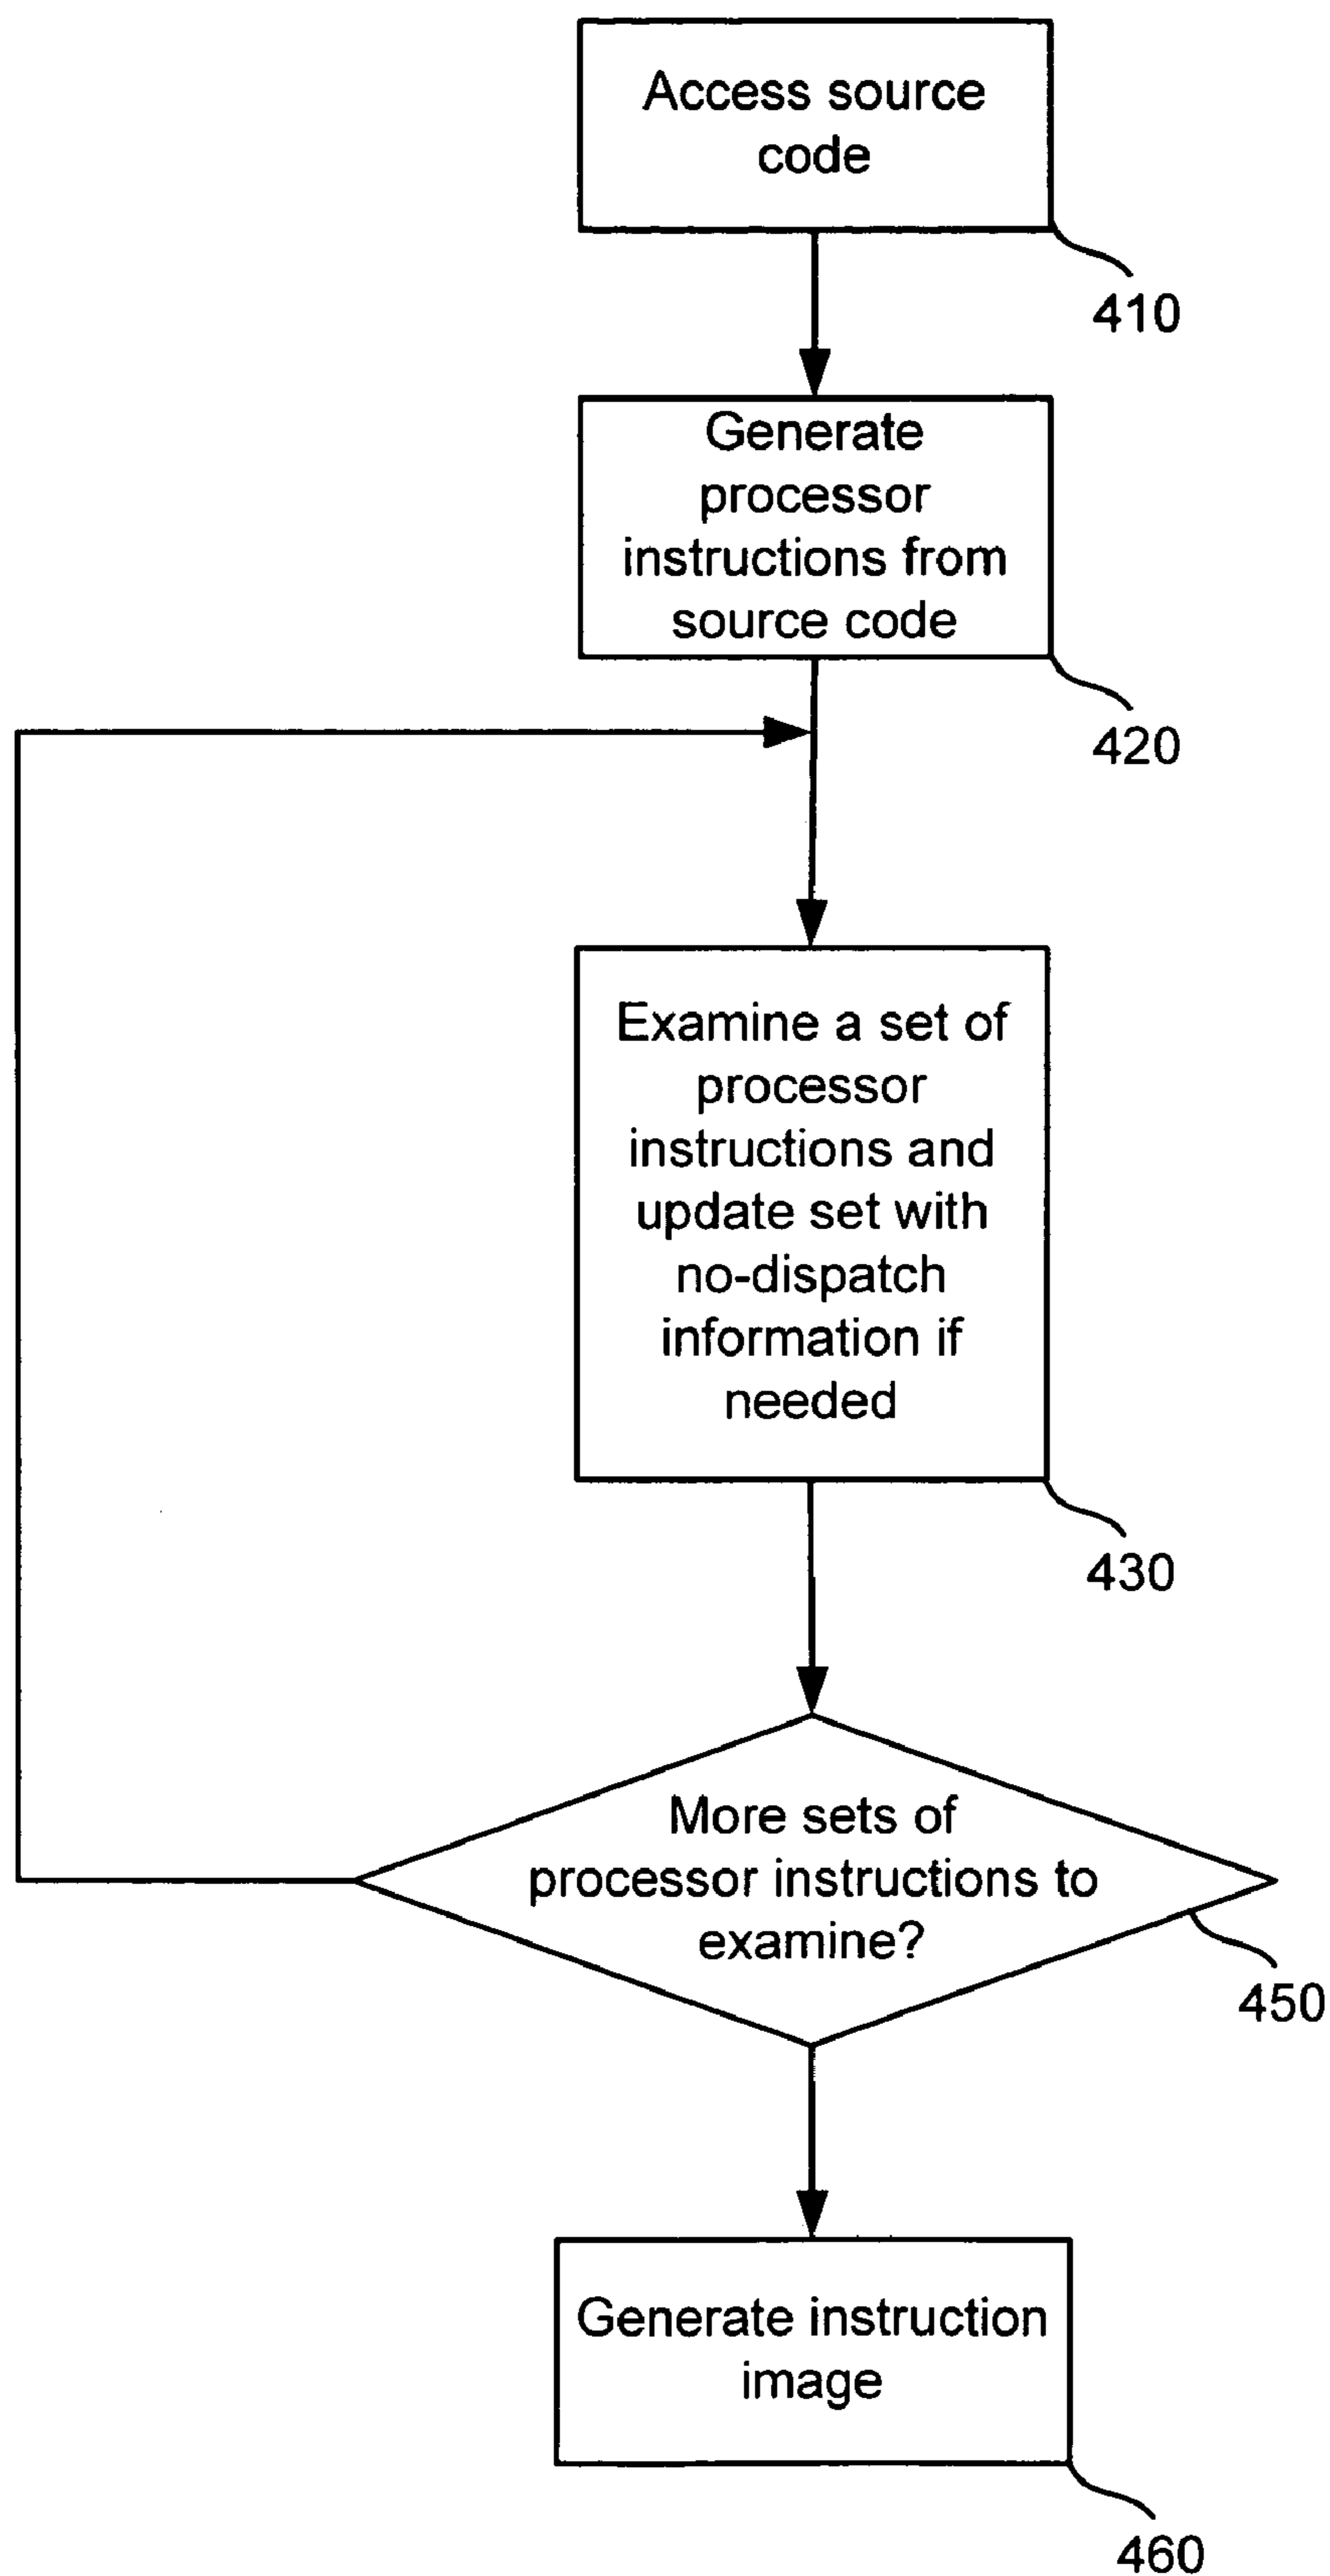 Access source
code
410
Generate
processor
instructions from
source code
420
Examine a set of
processor
instructions and
update set with
no-dispatch
information if
needed
430
More sets of
processor instructions to
examine?
450
Generate instruction
image
460